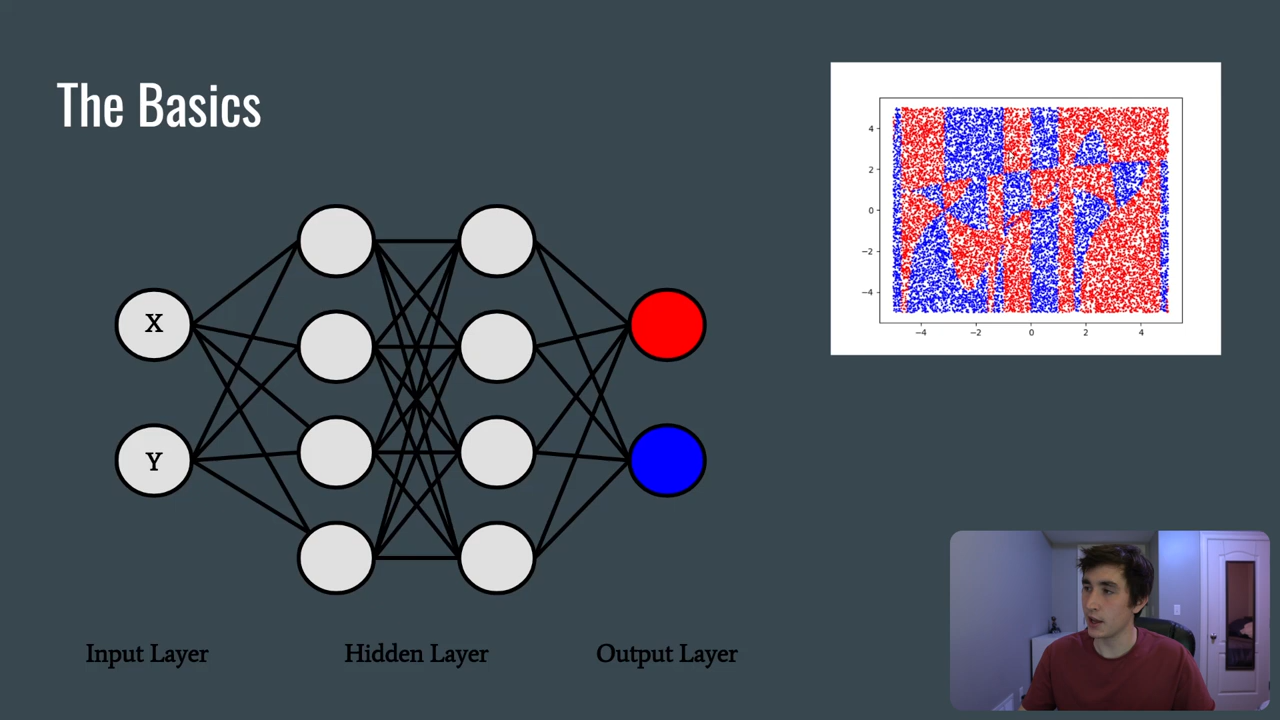 The Basics
4
2
0
−2
−4
−4
−2
0
2
4
X
Y
Input Layer
Hidden Layer
Output Layer